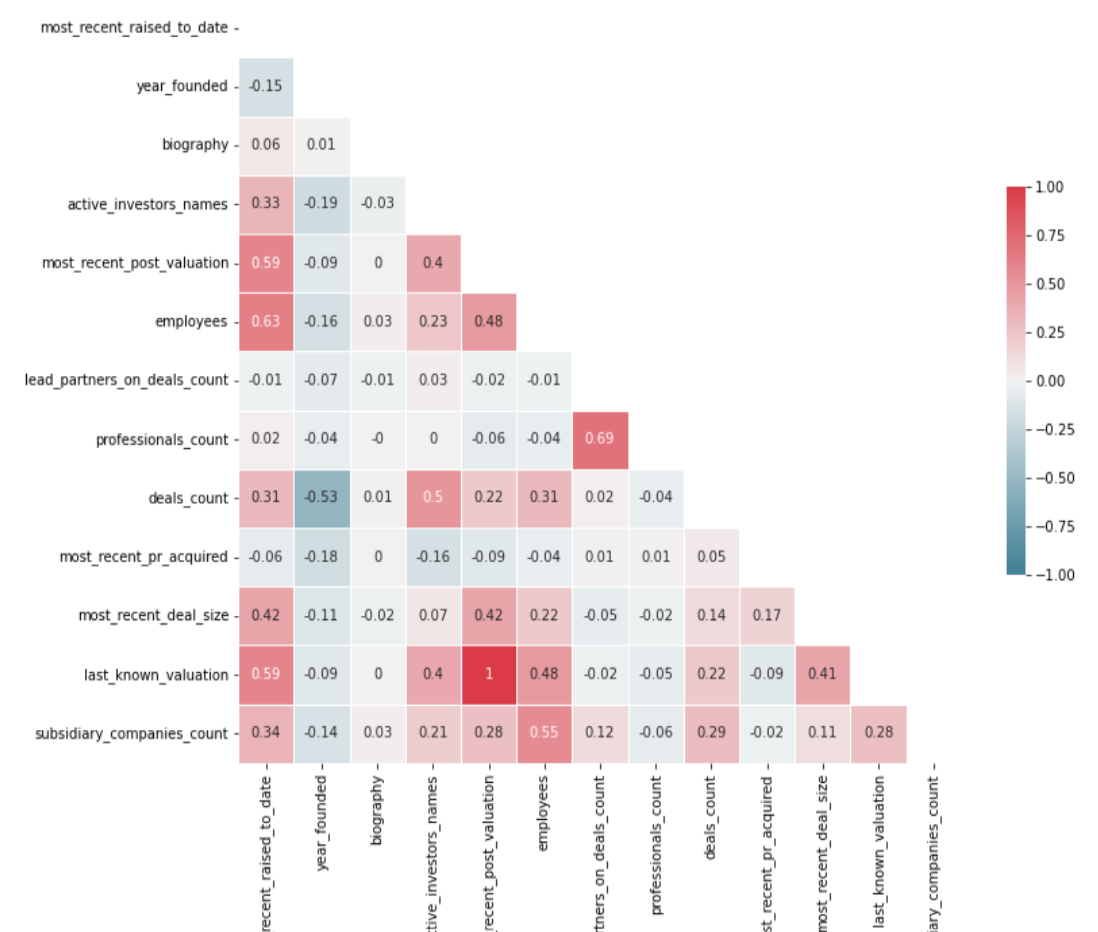 most_recent_raised_to_date
year_founded -0.15
biography 0.06 0.01
active_investors_names 0.33 -0.19 -0.03
most_recent_post_valuation 0.59 -0.09 0 0.4
employees 0.63 -0.16 0.03 0.23 0.48
lead_partners_on_deals_count -0.01 -0.07 -0.01 0.03 -0.02 -0.01
professionals_count 0.02 -0.04 -0 0 -0.06 -0.04 0.69
deals_count 0.31 -0.53 0.01 0.5 0.22 0.31 0.02 -0.04
most_recent_pr_acquired -0.06 -0.18 0 -0.16 -0.09 -0.04 0.01 0.01 0.05
most_recent_deal_size 0.42 -0.11 -0.02 0.07 0.42 0.22 -0.05 -0.02 0.14 0.17
last_known_valuation 0.59 -0.09 0 0.4 1 0.48 -0.02 -0.05 0.22 -0.09 0.41
subsidiary_companies_count 0.34 -0.14 0.03 0.21 0.28 0.55 0.12 -0.06 0.29 -0.02 0.11 0.28
recent_raised_to_date
year_founded
biography
ctive_investors_names
recent_post_valuation
employees
rtners_on_deals_count
professionals_count
deals_count
st_recent_pr_acquired
most_recent_deal_size
last_known_valuation
iary_companies_count
1.00
0.75
0.50
0.25
0.00
−0.25
−0.50
−0.75
−1.00